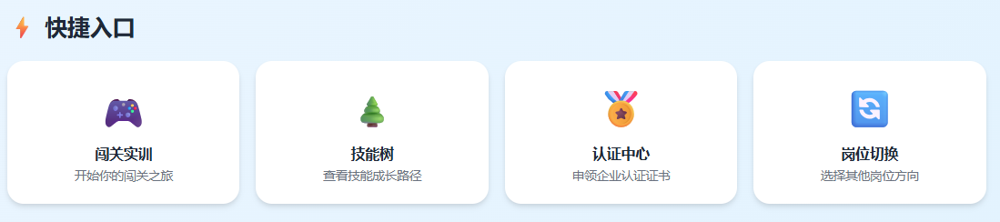 快捷入口
闯关实训
开始你的闯关之旅
技能树
查看技能成长路径
认证中心
申领企业认证证书
岗位切换
选择其他岗位方向